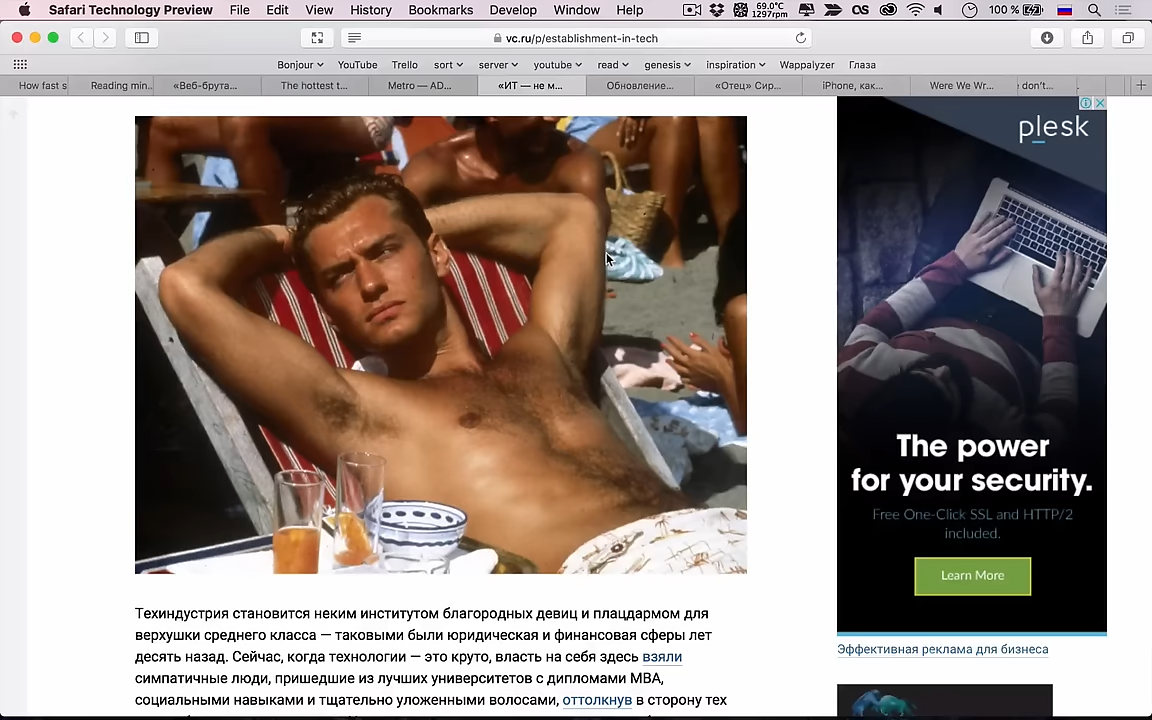 Safari Technology Preview File Edit View History Bookmarks Develop Window Help 69.0°C 1297rpm 100 %
vc.ru/p/establishment-in-tech
Bonjour YouTube Trello sort server youtube read genesis inspiration Wappalyzer Глаза
How fast s Reading min... «Веб-брута... The hottest t... Metro — AD... «ИТ — не м... Обновление... «Отец» Сир... iPhone, как... Were We Wr... don't...
plesk
The power
for your security.
Free One-Click SSL and HTTP/2
included.
Learn More
Эффективная реклама для бизнеса
Техиндустрия становится неким институтом благородных девиц и плацдармом для
верхушки среднего класса — таковыми были юридическая и финансовая сферы лет
десять назад. Сейчас, когда технологии — это круто, власть на себя здесь взяли
симпатичные люди, пришедшие из лучших университетов с дипломами MBA,
социальными навыками и тщательно уложенными волосами, оттолкнув в сторону тех